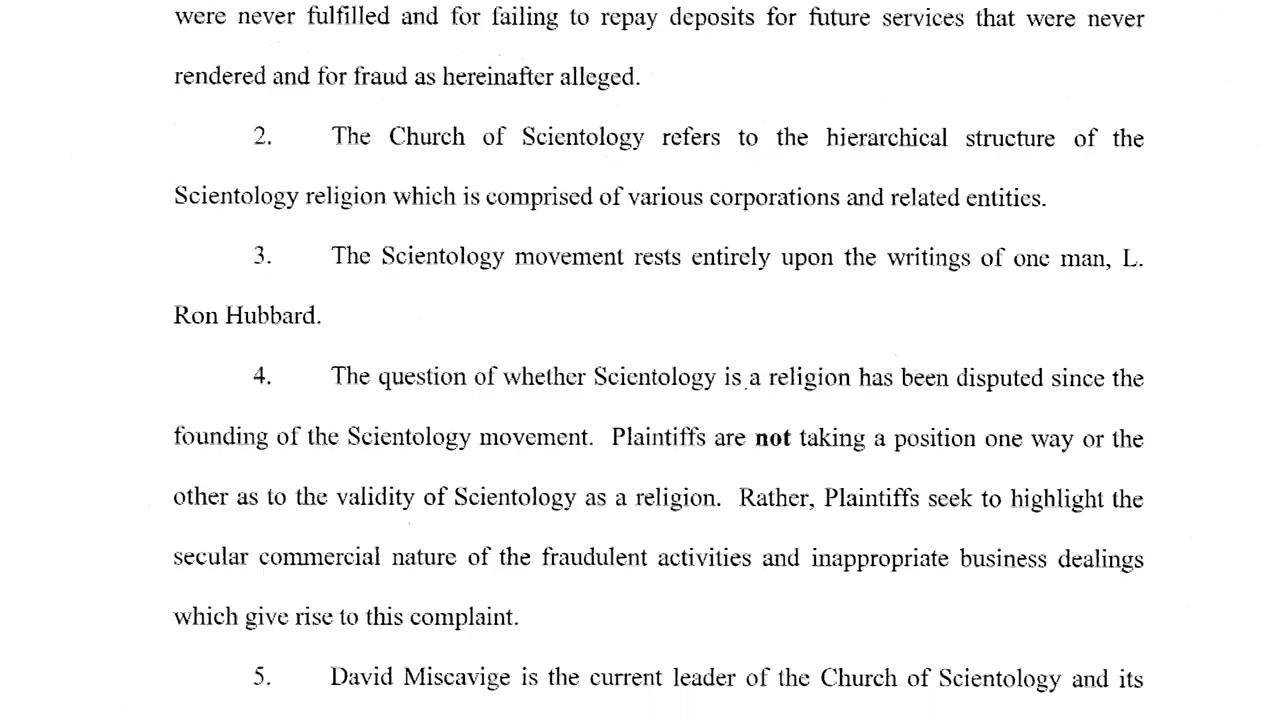 were never fulfilled and for failing to repay deposits for future services that were never
rendered and for fraud as hereinafter alleged.
2. The Church of Scientology refers to the hierarchical structure of the
Scientology religion which is comprised of various corporations and related entities.
3. The Scientology movement rests entirely upon the writings of one man, L.
Ron Hubbard.
4. The question of whether Scientology is a religion has been disputed since the
founding of the Scientology movement. Plaintiffs are not taking a position one way or the
other as to the validity of Scientology as a religion. Rather, Plaintiffs seek to highlight the
secular commercial nature of the fraudulent activities and inappropriate business dealings
which give rise to this complaint.
5. David Miscavige is the current leader of the Church of Scientology and its